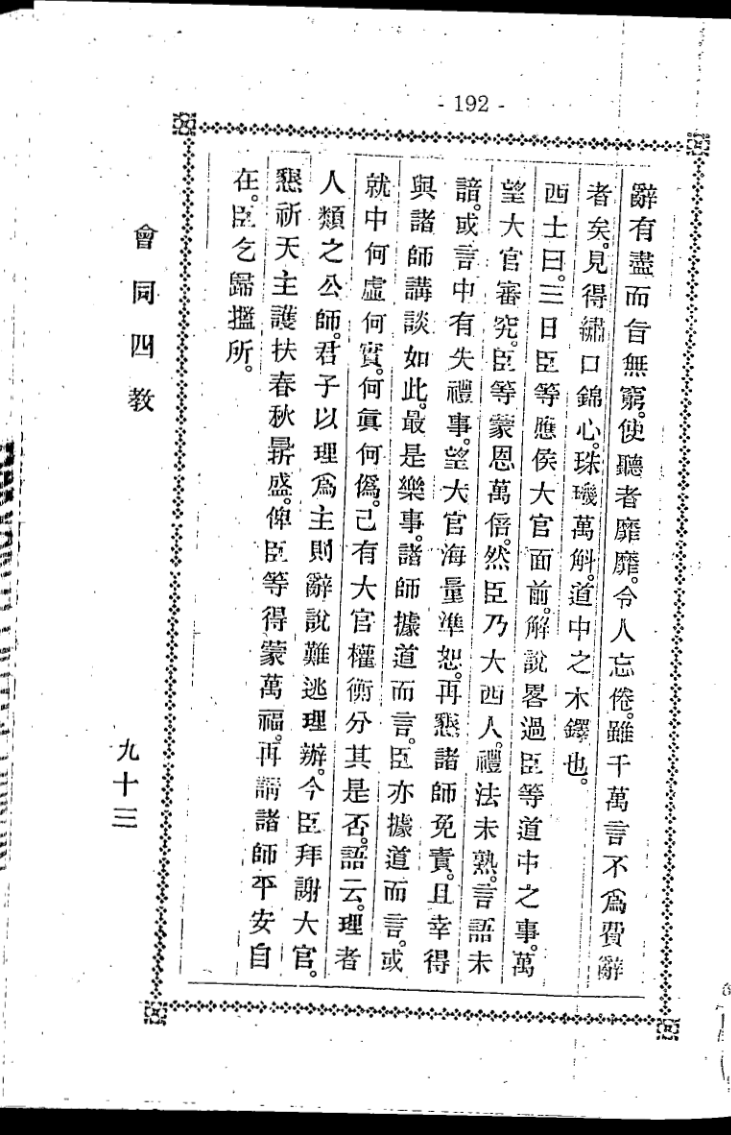 - 192 -
辭有盡而旨無窮。使聽者靡靡。令人忘倦。雖千萬言不爲費辭
者矣。見得繡口錦心。珠璣萬斛。道中之木鐸也。
西士曰。三日臣等應侯大官面前。解說畧過臣等道中之事。萬
望大官審究。臣等蒙恩萬倍。然臣乃大西人。禮法未熟。言語未
諳。或言中有失禮事。望大官海量準恕。再懇諸師免責。且幸得
與諸師講談如此。最是樂事。諸師據道而言。臣亦據道而言。或
就中何虛何實。何眞何僞。己有大官權衡分其是否。語云。理者
人類之公師。君子以理爲主則辭說難逃理辦。今臣拜謝大官。
懇祈天主護扶春秋昇盛。俾臣等得蒙萬福。再謂諸師平安自
在。臣乞歸搵所。
會同四教
九十三